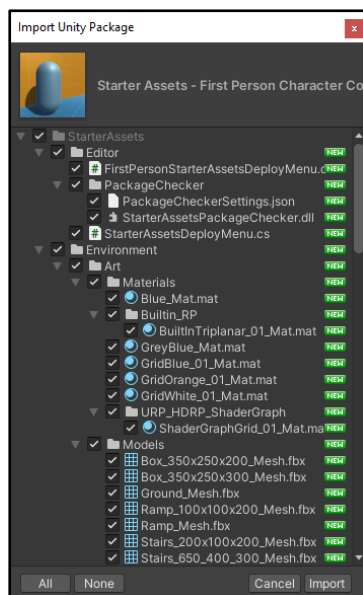 Import Unity Package
x
Starter Assets - First Person Character Co
StarterAssets
Editor NEW
# FirstPersonStarterAssetsDeployMenu.c NEW
PackageChecker NEW
PackageCheckerSettings.json NEW
StarterAssetsPackageChecker.dll NEW
# StarterAssetsDeployMenu.cs NEW
Environment NEW
Art NEW
Materials NEW
Blue_Mat.mat NEW
Builtin_RP NEW
BuiltInTriplanar_01_Mat.mat NEW
GreyBlue_Mat.mat NEW
GridBlue_01_Mat.mat NEW
GridOrange_01_Mat.mat NEW
GridWhite_01_Mat.mat NEW
URP_HDRP_ShaderGraph NEW
ShaderGraphGrid_01_Mat.ma NEW
Models NEW
Box_350x250x200_Mesh.fbx NEW
Box_350x250x300_Mesh.fbx NEW
Ground_Mesh.fbx NEW
Ramp_100x100x200_Mesh.fbx NEW
Ramp_Mesh.fbx NEW
Stairs_200x100x200_Mesh.fbx NEW
Stairs_650_400_300_Mesh.fbx NEW
All None Cancel Import